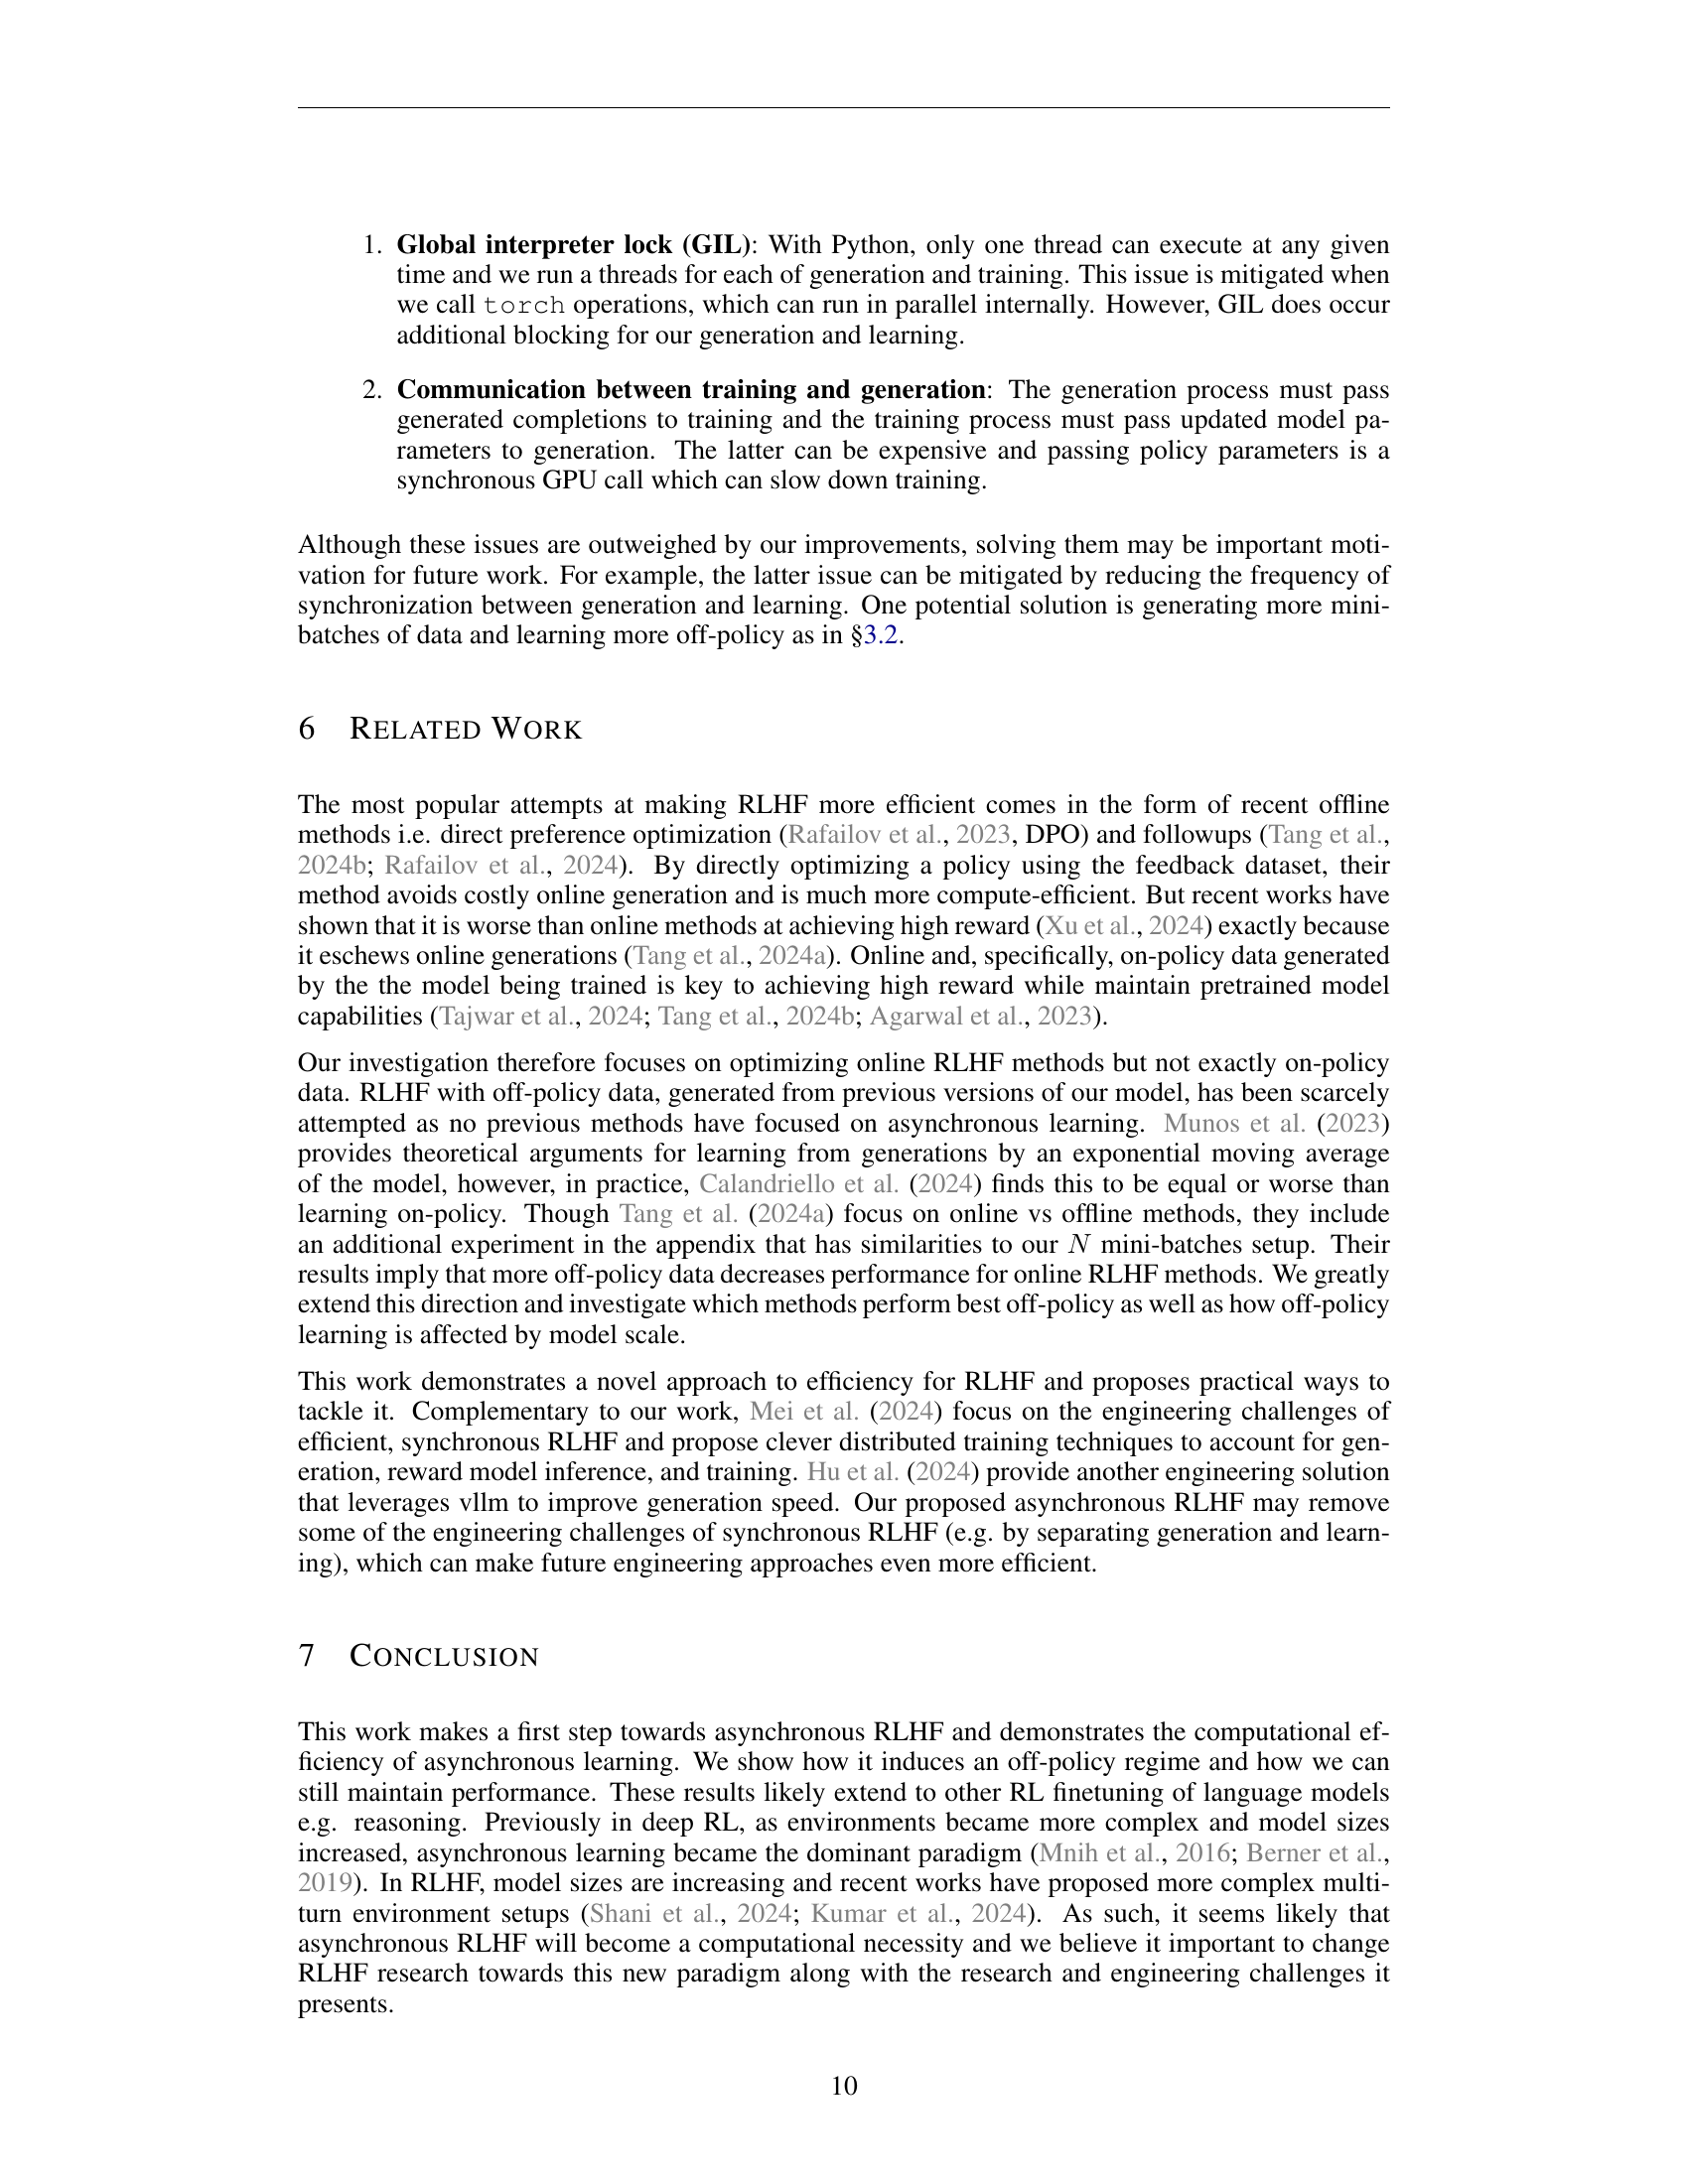 1. Global interpreter lock (GIL): With Python, only one thread can execute at any given
time and we run a threads for each of generation and training. This issue is mitigated when
we call torch operations, which can run in parallel internally. However, GIL does occur
additional blocking for our generation and learning.
2. Communication between training and generation: The generation process must pass
generated completions to training and the training process must pass updated model pa-
rameters to generation. The latter can be expensive and passing policy parameters is a
synchronous GPU call which can slow down training.
Although these issues are outweighed by our improvements, solving them may be important moti-
vation for future work. For example, the latter issue can be mitigated by reducing the frequency of
synchronization between generation and learning. One potential solution is generating more mini-
batches of data and learning more off-policy as in §3.2.
6 RELATED WORK
The most popular attempts at making RLHF more efficient comes in the form of recent offline
methods i.e. direct preference optimization (Rafailov et al., 2023, DPO) and followups (Tang et al.,
2024b; Rafailov et al., 2024). By directly optimizing a policy using the feedback dataset, their
method avoids costly online generation and is much more compute-efficient. But recent works have
shown that it is worse than online methods at achieving high reward (Xu et al., 2024) exactly because
it eschews online generations (Tang et al., 2024a). Online and, specifically, on-policy data generated
by the the model being trained is key to achieving high reward while maintain pretrained model
capabilities (Tajwar et al., 2024; Tang et al., 2024b; Agarwal et al., 2023).
Our investigation therefore focuses on optimizing online RLHF methods but not exactly on-policy
data. RLHF with off-policy data, generated from previous versions of our model, has been scarcely
attempted as no previous methods have focused on asynchronous learning. Munos et al. (2023)
provides theoretical arguments for learning from generations by an exponential moving average
of the model, however, in practice, Calandriello et al. (2024) finds this to be equal or worse than
learning on-policy. Though Tang et al. (2024a) focus on online vs offline methods, they include
an additional experiment in the appendix that has similarities to our N mini-batches setup. Their
results imply that more off-policy data decreases performance for online RLHF methods. We greatly
extend this direction and investigate which methods perform best off-policy as well as how off-policy
learning is affected by model scale.
This work demonstrates a novel approach to efficiency for RLHF and proposes practical ways to
tackle it. Complementary to our work, Mei et al. (2024) focus on the engineering challenges of
efficient, synchronous RLHF and propose clever distributed training techniques to account for gen-
eration, reward model inference, and training. Hu et al. (2024) provide another engineering solution
that leverages vllm to improve generation speed. Our proposed asynchronous RLHF may remove
some of the engineering challenges of synchronous RLHF (e.g. by separating generation and learn-
ing), which can make future engineering approaches even more efficient.
7 CONCLUSION
This work makes a first step towards asynchronous RLHF and demonstrates the computational ef-
ficiency of asynchronous learning. We show how it induces an off-policy regime and how we can
still maintain performance. These results likely extend to other RL finetuning of language models
e.g. reasoning. Previously in deep RL, as environments became more complex and model sizes
increased, asynchronous learning became the dominant paradigm (Mnih et al., 2016; Berner et al.,
2019). In RLHF, model sizes are increasing and recent works have proposed more complex multi-
turn environment setups (Shani et al., 2024; Kumar et al., 2024). As such, it seems likely that
asynchronous RLHF will become a computational necessity and we believe it important to change
RLHF research towards this new paradigm along with the research and engineering challenges it
presents.
10